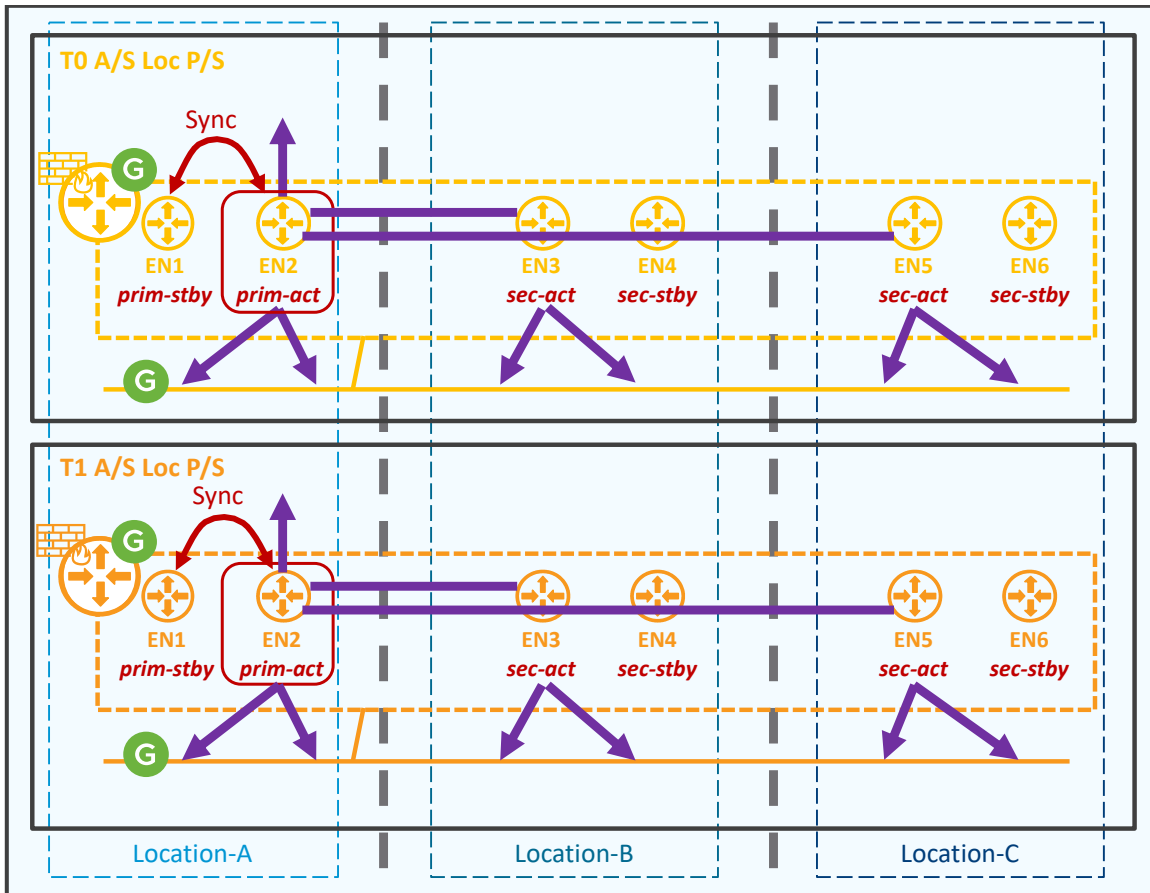 T0 A/S Loc P/S
Sync
G
EN1 EN2 EN3 EN4 EN5 EN6
prim-stby prim-act sec-act sec-stby sec-act sec-stby
G
T1 A/S Loc P/S
Sync
G
EN1 EN2 EN3 EN4 EN5 EN6
prim-stby prim-act sec-act sec-stby sec-act sec-stby
G
Location-A Location-B Location-C